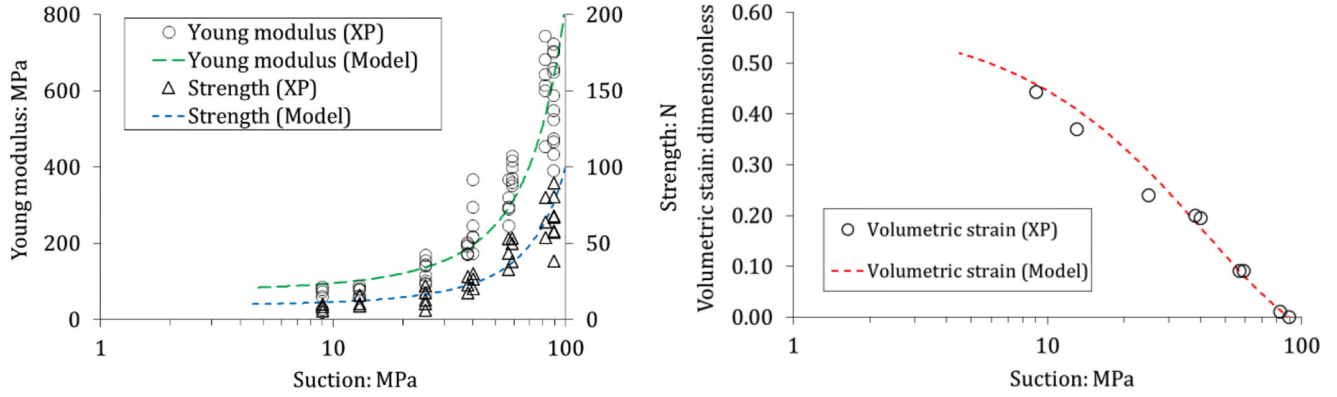 800
600
400
200
0
Young modulus: MPa
Young modulus (XP)
Young modulus (Model)
Strength (XP)
Strength (Model)
200
150
100
50
0
Strength: N
1
10
100
Suction: MPa
0.60
0.50
0.40
0.30
0.20
0.10
0.00
Volumetric stain: dimensionless
Volumetric strain (XP)
Volumetric strain (Model)
1
10
100
Suction: MPa